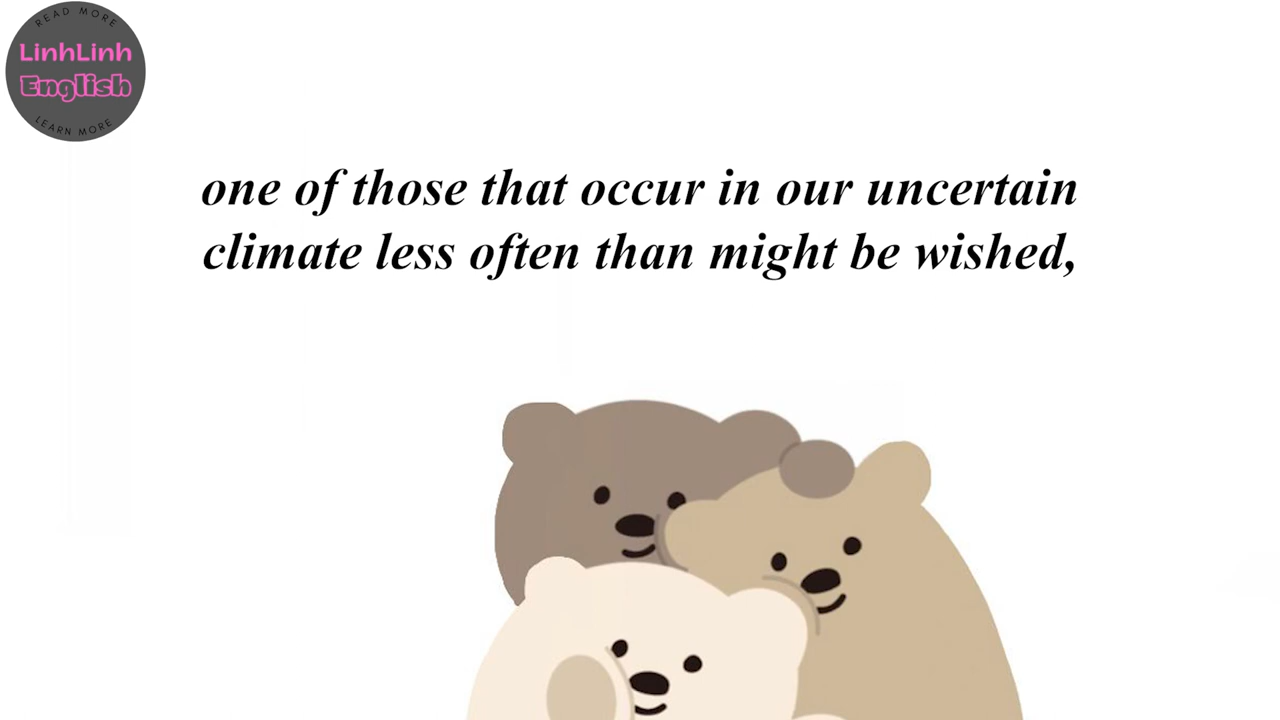 READ MORE
LinhLinh
English
LEARN MORE
one of those that occur in our uncertain
climate less often than might be wished,